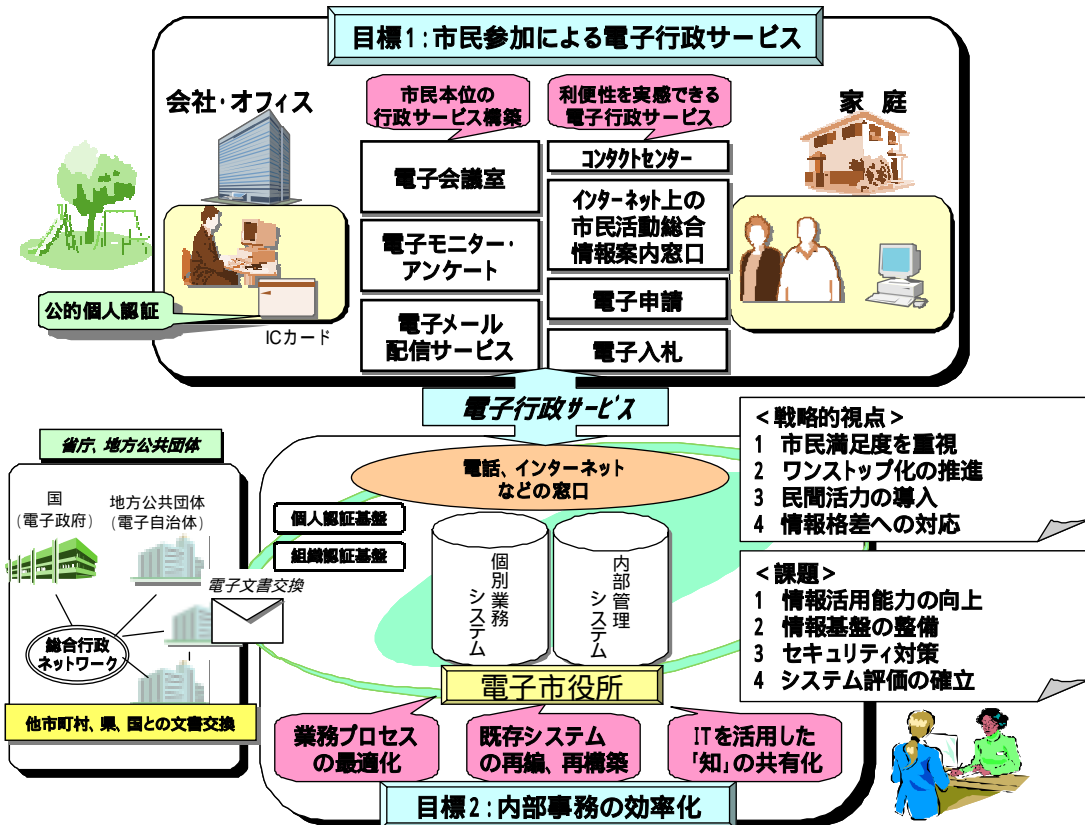 目標1:市民参加による電子行政サービス
会社・オフィス
市民本位の
行政サービス構築
利便性を実感できる
電子行政サービス
家 庭
電子会議室
電子モニター・
アンケート
電子メール
配信サービス
コンタクトセンター
インターネット上の
市民活動総合
情報案内窓口
電子申請
電子入札
公的個人認証
ICカード
電子行政サービス
<戦略的視点>
1 市民満足度を重視
2 ワンストップ化の推進
3 民間活力の導入
4 情報格差への対応
省庁、地方公共団体
国
(電子政府)
地方公共団体
(電子自治体)
電子文書交換
総合行政
ネットワーク
他市町村、県、国との文書交換
電話、インターネット
などの窓口
個人認証基盤
組織認証基盤
個別業務
システム
内部管理
システム
電子市役所
<課題>
1 情報活用能力の向上
2 情報基盤の整備
3 セキュリティ対策
4 システム評価の確立
業務プロセス
の最適化
既存システム
の再編、再構築
ITを活用した
「知」の共有化
目標2:内部事務の効率化